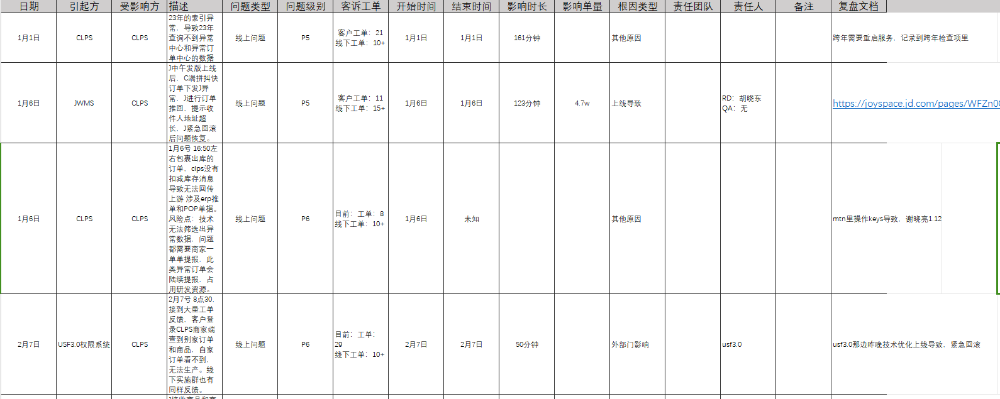 日期 引起方 受影响方 描述 问题类型 问题级别 客诉工单 开始时间 结束时间 影响时长 影响单量 根因类型 责任团队 责任人 备注 复盘文档
1月1日
CLPS
CLPS
23年的索引异
常，导致23年
查询不到异常
中心和异常订
单中心的数据
线上问题
P5
客户工单：21
线下工单：10+
1月1日
1月1日
161分钟
其他原因
跨年需要重启服务，记录到跨年检查项里
1月6日
JWMS
CLPS
J中午发版上线
后，C端拼抖快
订单下发J异
常，J进行订单
推回，提示收
件人地址超
长，J紧急回滚
后问题恢复。
线上问题
P5
客户工单：11
线下工单：15+
1月6日
1月6日
123分钟
4.7w
上线导致
RD：胡晓东
QA：无
https://joyspace.jd.com/pages/WFZn0
1月6日
CLPS
CLPS
1月6号 16:50左
右包裹出库的
订单，clps没有
扣减库存消息
导致无法回传
上游 涉及erp推
单和POP单据。
风险点：技术
无法筛选出异
常数据，问题
都需要商家一
单单提报，此
类异常订单会
陆续提报，占
用研发资源。
线上问题
P6
目前：工单：8
线下工单：10+
1月6日
未知
其他原因
mtn里操作keys导致，谢晓亮1.12
2月7日
USF3.0权限系统
CLPS
2月7号 8点30，
接到大量工单
反馈，客户登
录CLPS商家端
查到别家订单
和商品，自家
订单看不到，
无法生产。线
下实施群也有
同样反馈。
线上问题
P6
目前：工单：
29
线下工单：10+
2月7日
2月7日
50分钟
外部门影响
usf3.0
usf3.0那边昨晚技术优化上线导致，紧急回滚